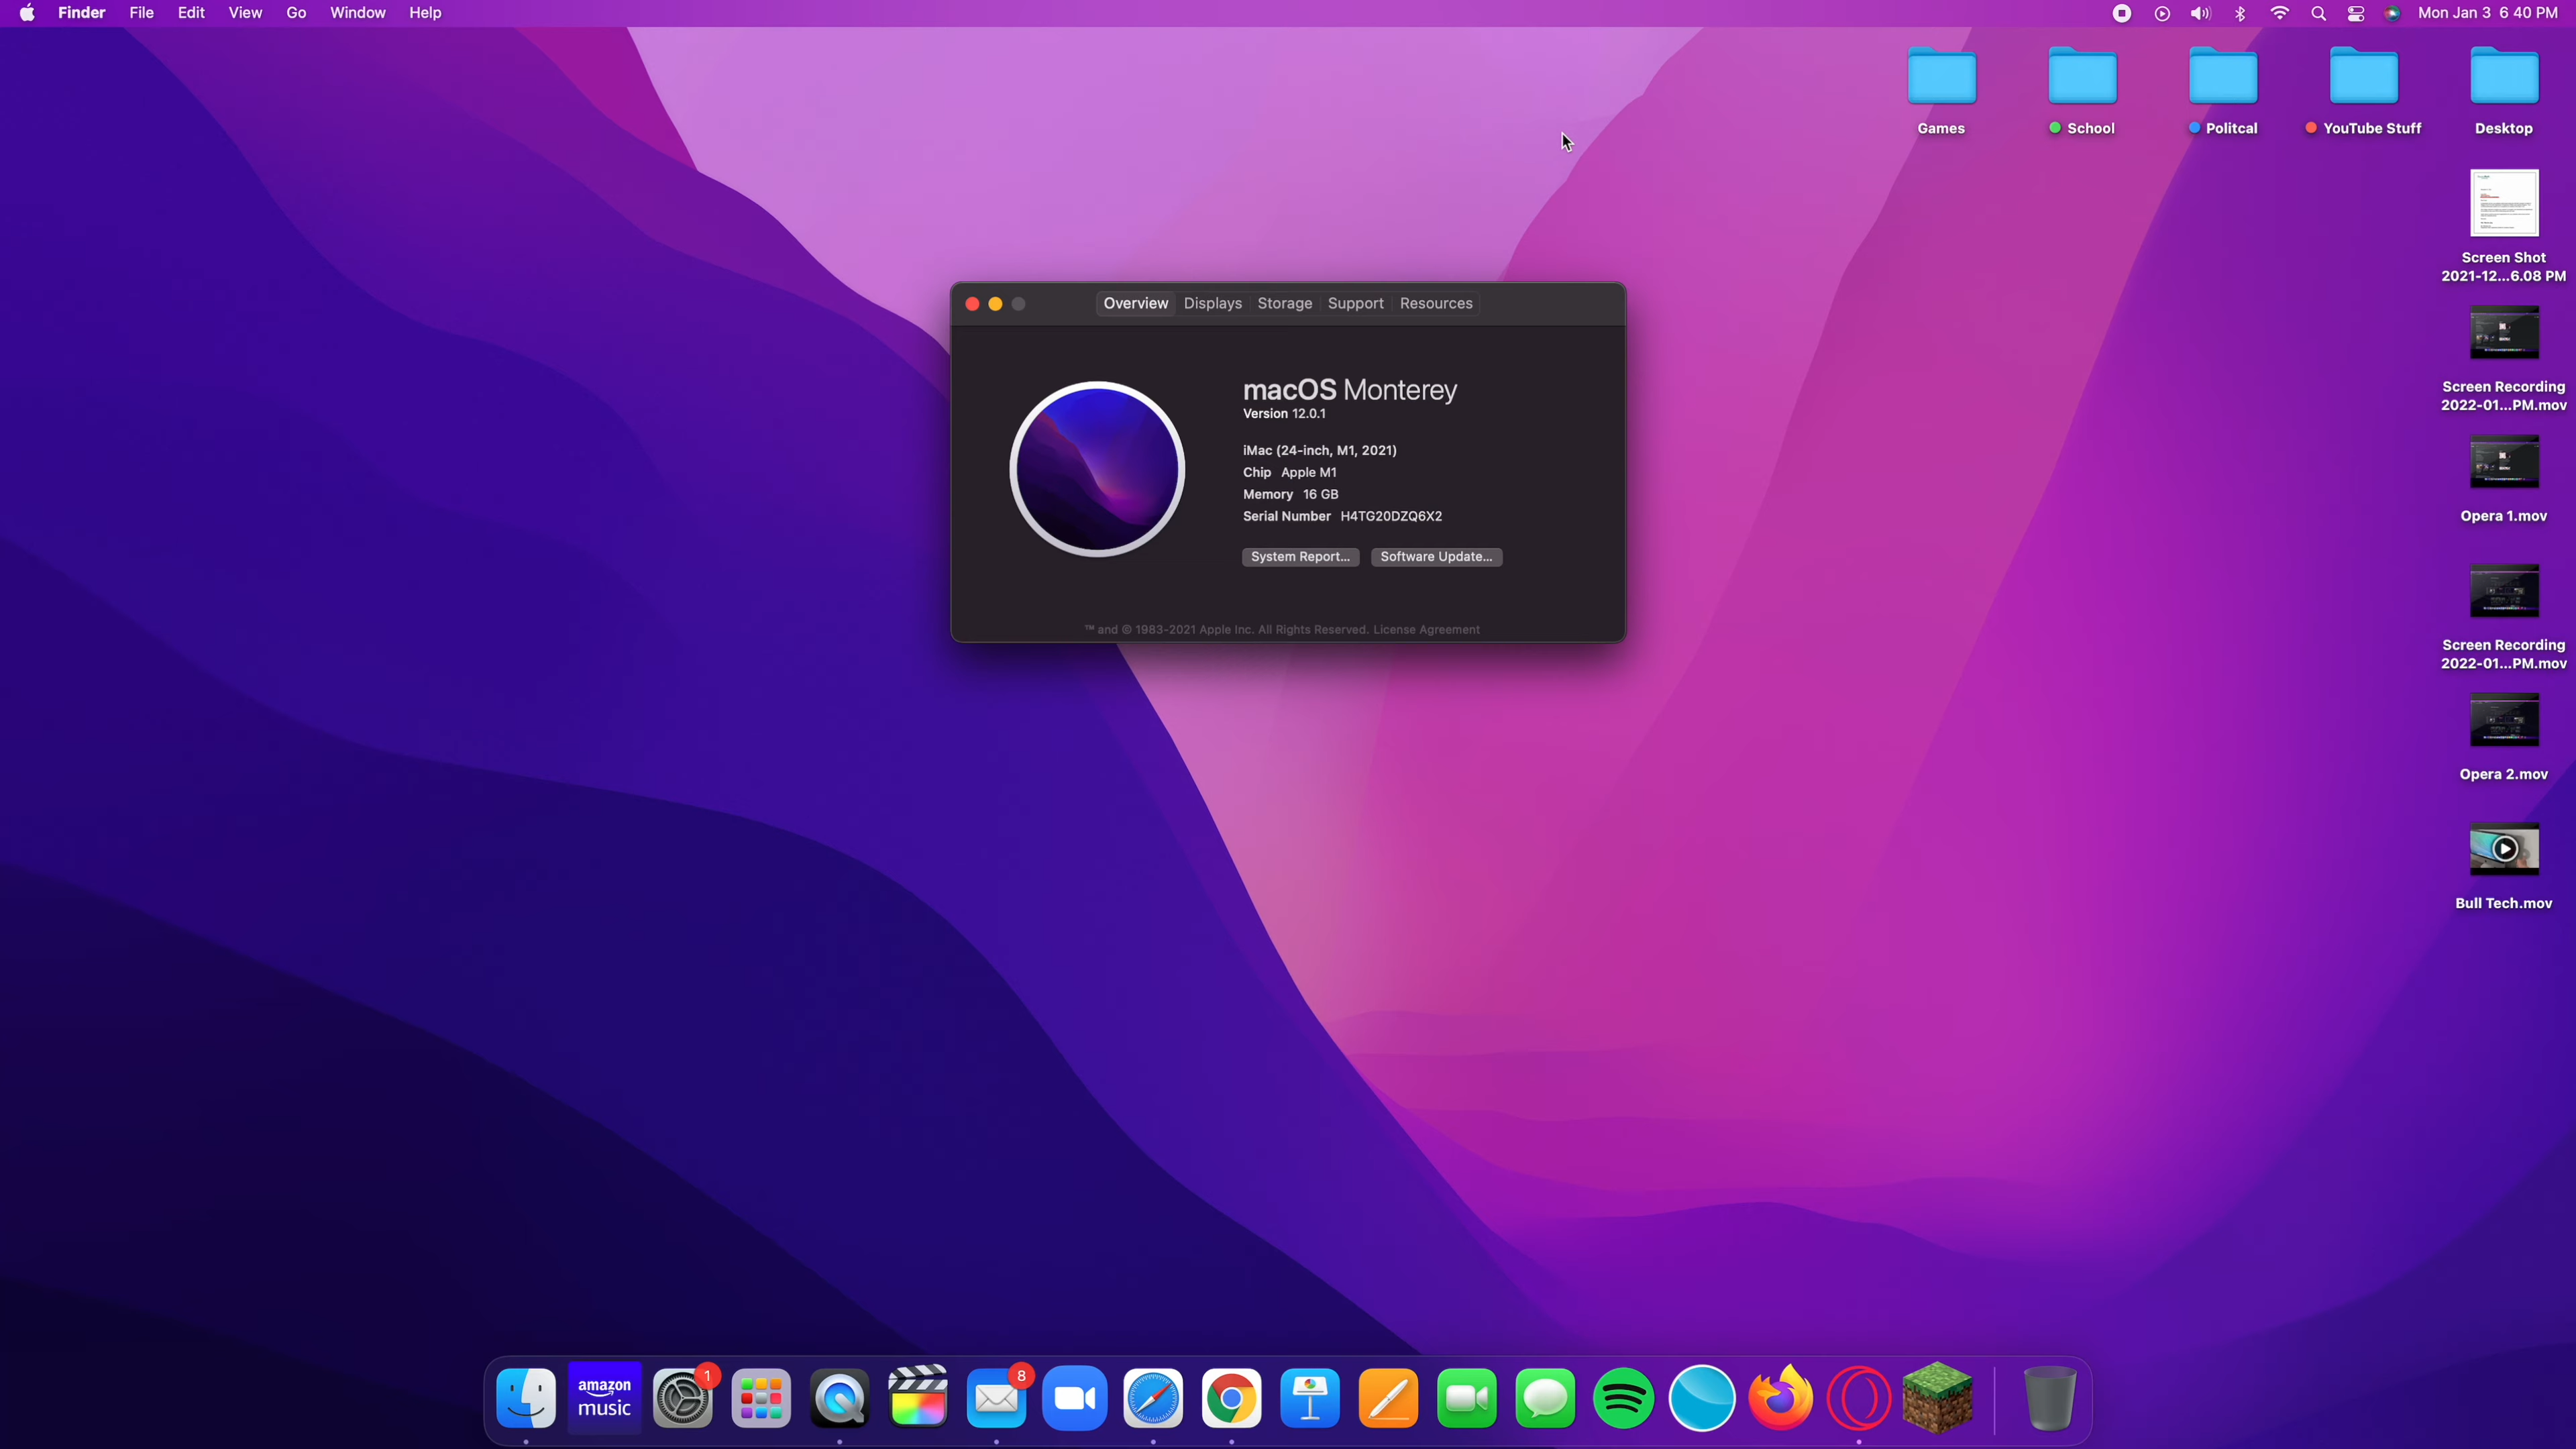 Finder File Edit View Go Window Help
Mon Jan 3 6 40 PM
Games
School
Politcal
YouTube Stuff
Desktop
Screen Shot
2021-12...6.08 PM
Screen Recording
2022-01...PM.mov
Opera 1.mov
Screen Recording
2022-01...PM.mov
Opera 2.mov
Bull Tech.mov
Overview Displays Storage Support Resources
macOS Monterey
Version 12.0.1
iMac (24-inch, M1, 2021)
Chip Apple M1
Memory 16 GB
Serial Number H4TG20DZQ6X2
System Report... Software Update...
™ and © 1983-2021 Apple Inc. All Rights Reserved. License Agreement
amazon
music
1
8